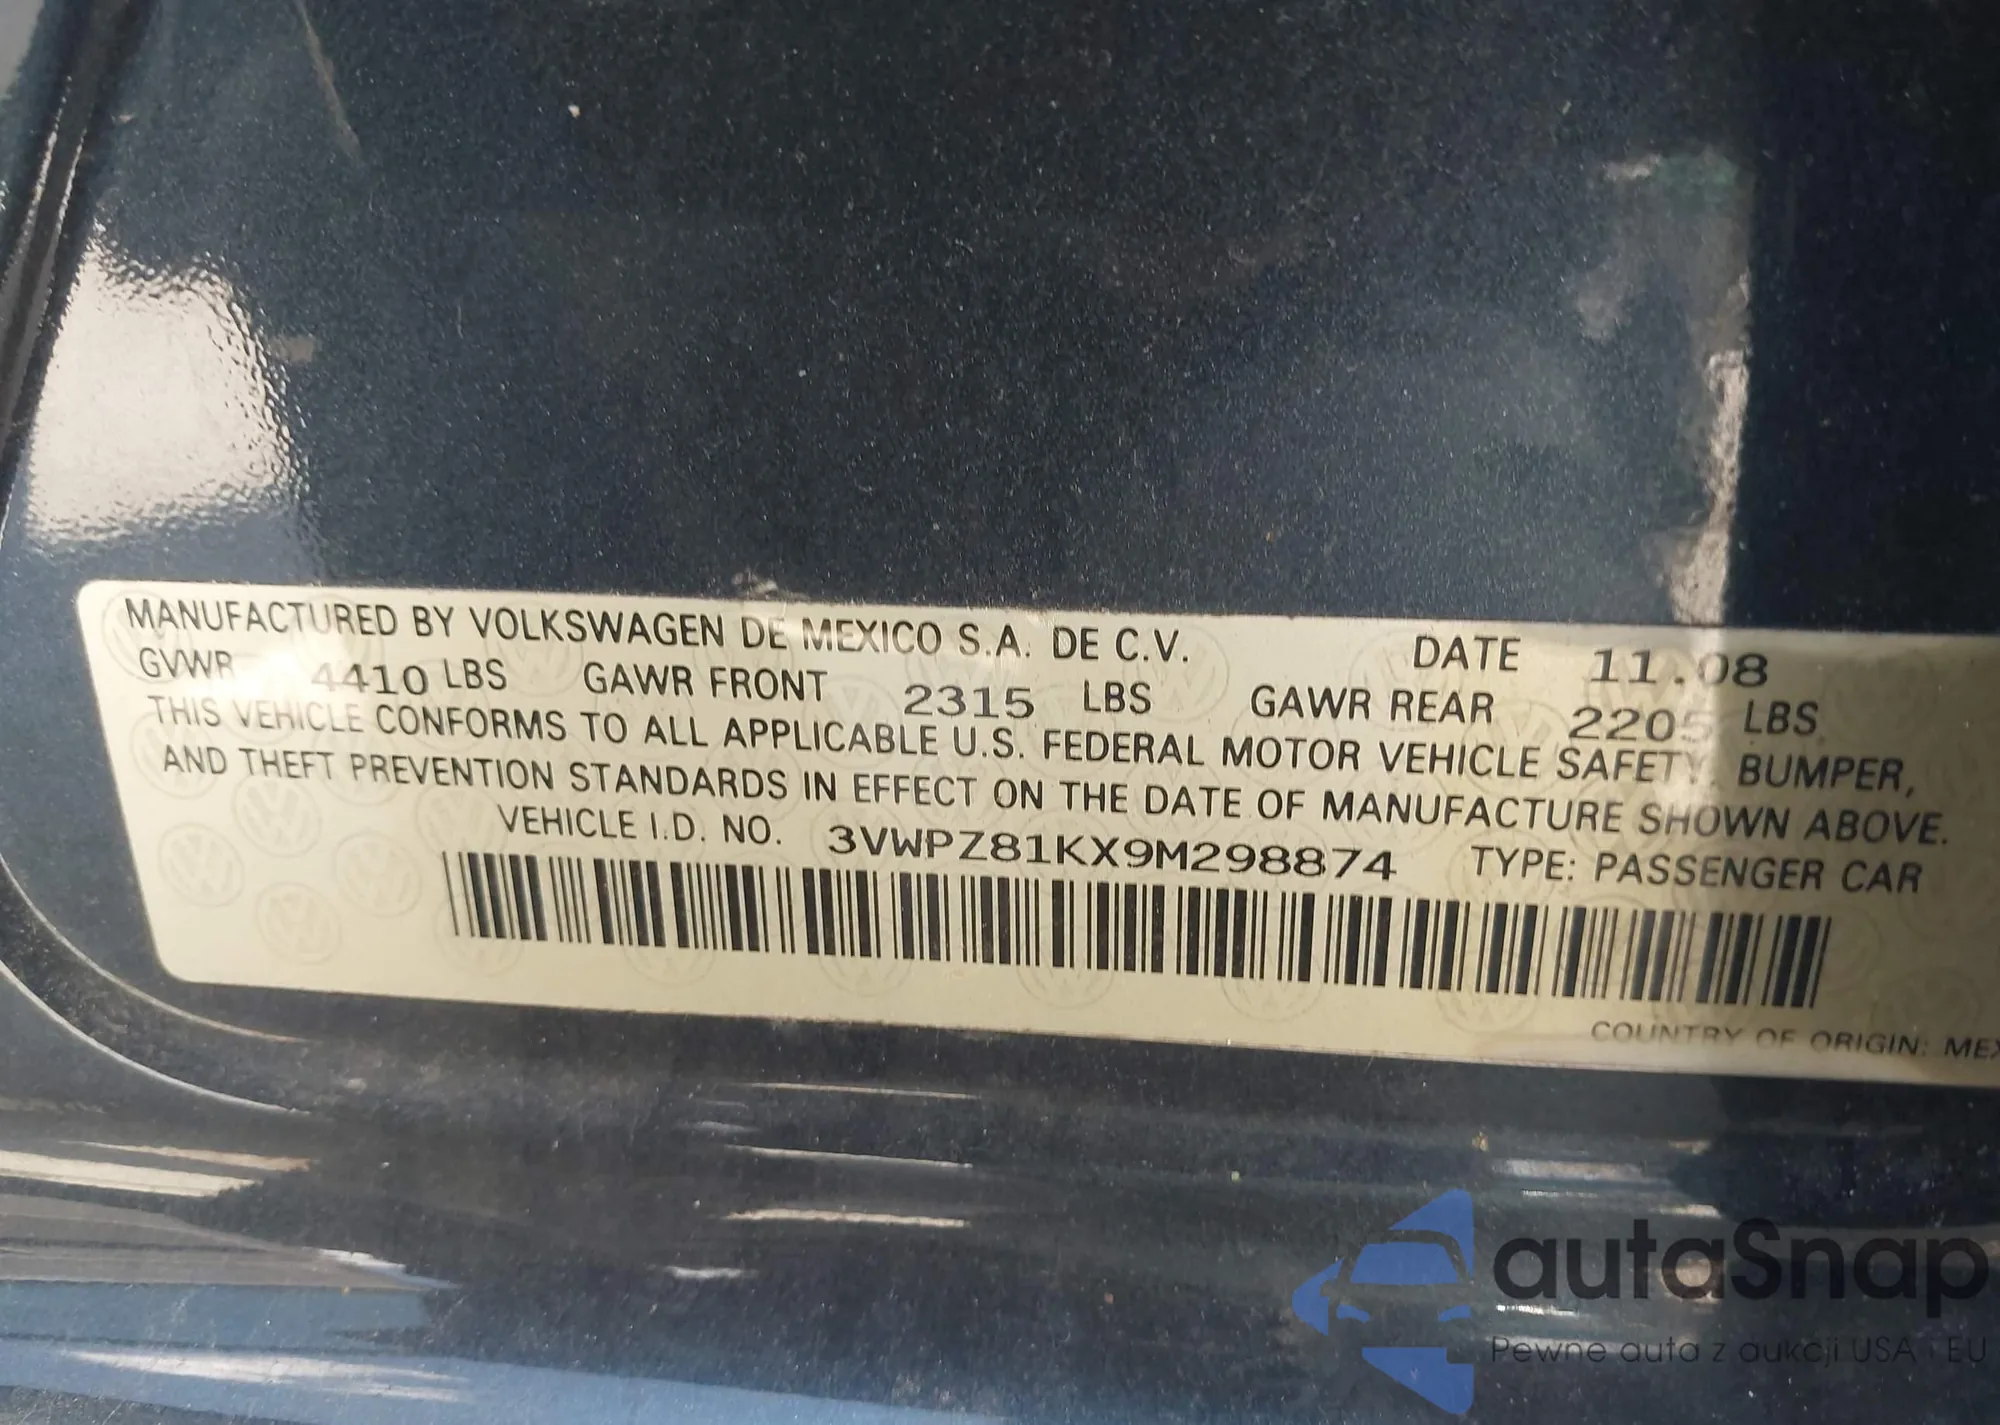 MANUFACTURED BY VOLKSWAGEN DE MEXICO S.A. DE C.V. DATE 11.08
GVWR 4410 LBS GAWR FRONT 2315 LBS GAWR REAR 2205 LBS
THIS VEHICLE CONFORMS TO ALL APPLICABLE U.S. FEDERAL MOTOR VEHICLE SAFETY, BUMPER,
AND THEFT PREVENTION STANDARDS IN EFFECT ON THE DATE OF MANUFACTURE SHOWN ABOVE.
VEHICLE I.D. NO. 3VWPZ81KX9M298874 TYPE: PASSENGER CAR
COUNTRY OF ORIGIN: MEX
autaSnap
Pewne auta z aukcji USA i EU